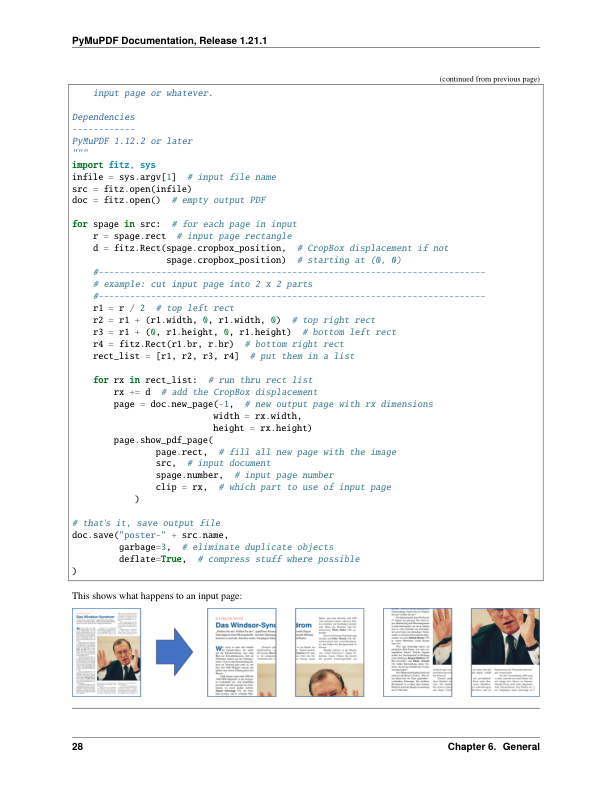 PyMuPDF Documentation, Release 1.21.1
(continued from previous page)
input page or whatever.
Dependencies
------------
PyMuPDF 1.12.2 or later
"""
import fitz, sys
infile = sys.argv[1]  # input file name
src = fitz.open(infile)
doc = fitz.open()  # empty output PDF
for spage in src:  # for each page in input
    r = spage.rect  # input page rectangle
    d = fitz.Rect(spage.cropbox_position,  # CropBox displacement if not
                  spage.cropbox_position)  # starting at (0, 0)
    #--------------------------------------------------------------------------
    # example: cut input page into 2 x 2 parts
    #--------------------------------------------------------------------------
    r1 = r / 2  # top left rect
    r2 = r1 + (r1.width, 0, r1.width, 0)  # top right rect
    r3 = r1 + (0, r1.height, 0, r1.height)  # bottom left rect
    r4 = fitz.Rect(r1.br, r.br)  # bottom right rect
    rect_list = [r1, r2, r3, r4]  # put them in a list
    for rx in rect_list:  # run thru rect list
        rx += d  # add the CropBox displacement
        page = doc.new_page(-1,  # new output page with rx dimensions
                           width = rx.width,
                           height = rx.height)
        page.show_pdf_page(
                page.rect,  # fill all new page with the image
                src,  # input document
                spage.number,  # input page number
                clip = rx,  # which part to use of input page
            )
# that's it, save output file
doc.save("poster-" + src.name,
         garbage=3,  # eliminate duplicate objects
         deflate=True,  # compress stuff where possible
)
This shows what happens to an input page:
Das Windsor-Syndrom
Das Windsor-Sync
drom
28
Chapter 6. General